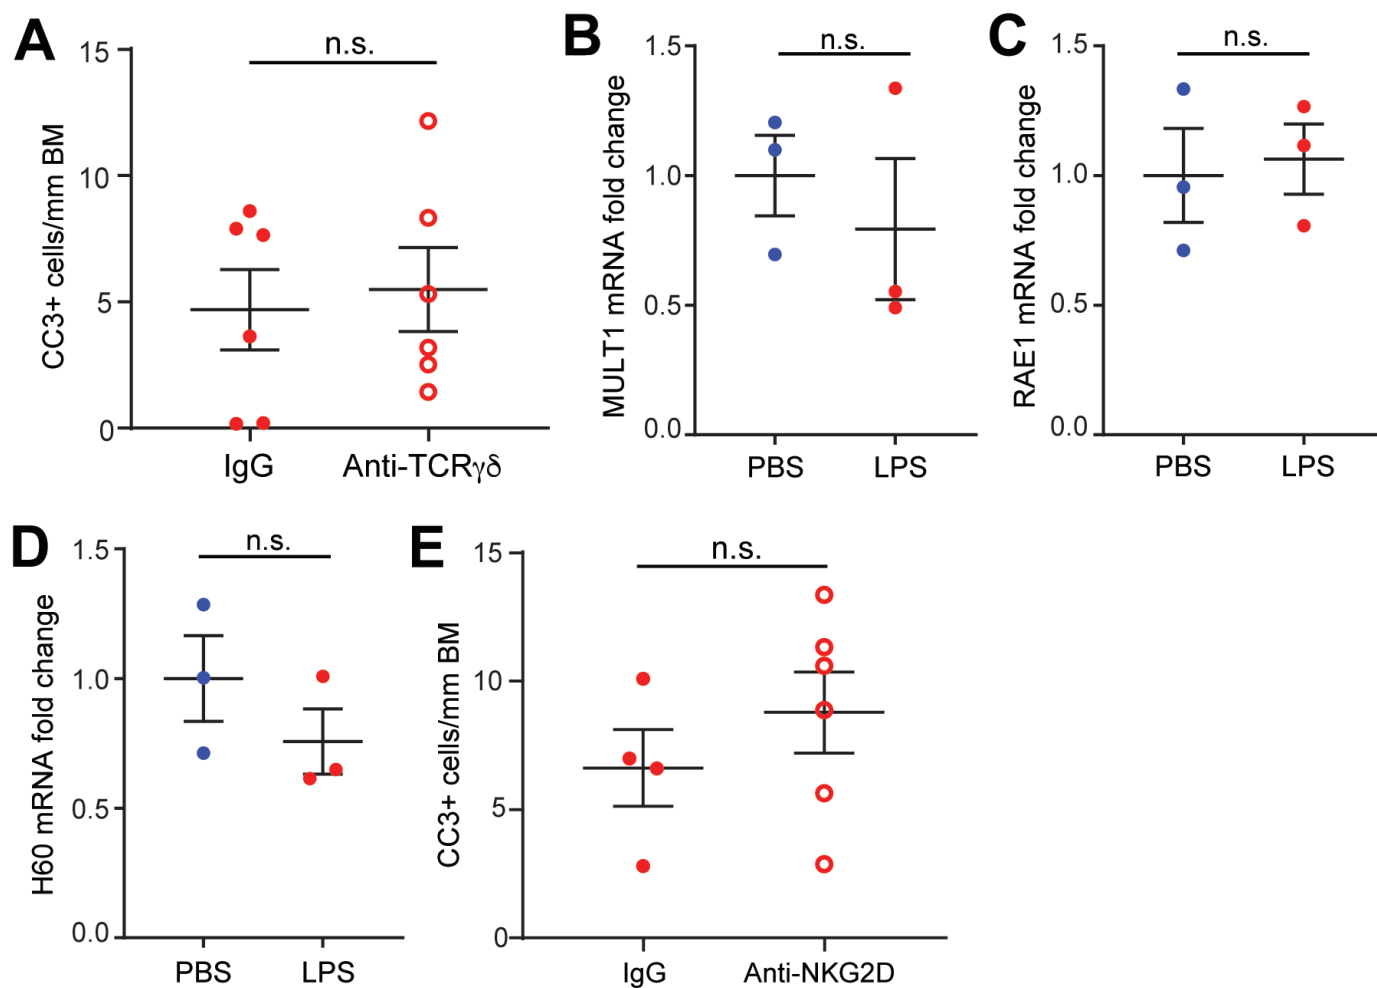 A
n.s.
15
10
5
0
CC3+ cells/mm BM
IgG
Anti-TCRγδ
B
n.s.
1.5
1.0
0.5
0.0
MULT1 mRNA fold change
PBS
LPS
C
n.s.
1.5
1.0
0.5
0.0
RAE1 mRNA fold change
PBS
LPS
D
n.s.
1.5
1.0
0.5
0.0
H60 mRNA fold change
PBS
LPS
E
n.s.
15
10
5
0
CC3+ cells/mm BM
IgG
Anti-NKG2D